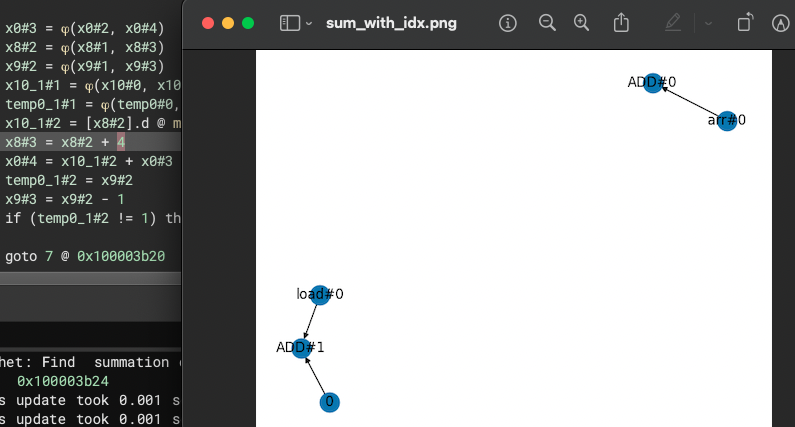 x0#3 = φ(x0#2, x0#4)
x8#2 = φ(x8#1, x8#3)
x9#2 = φ(x9#1, x9#3)
x10_1#1 = φ(x10#0, x10
temp0_1#1 = φ(temp0#0,
x10_1#2 = [x8#2].d @ m
x8#3 = x8#2 + 4
x0#4 = x10_1#2 + x0#3
temp0_1#2 = x9#2
x9#3 = x9#2 - 1
if (temp0_1#2 != 1) th
goto 7 @ 0x100003b20
het: Find summation
0x100003b24
s update took 0.001 s
s update took 0.001 s
sum_with_idx.png
ADD#0
arr#0
load#0
ADD#1
0